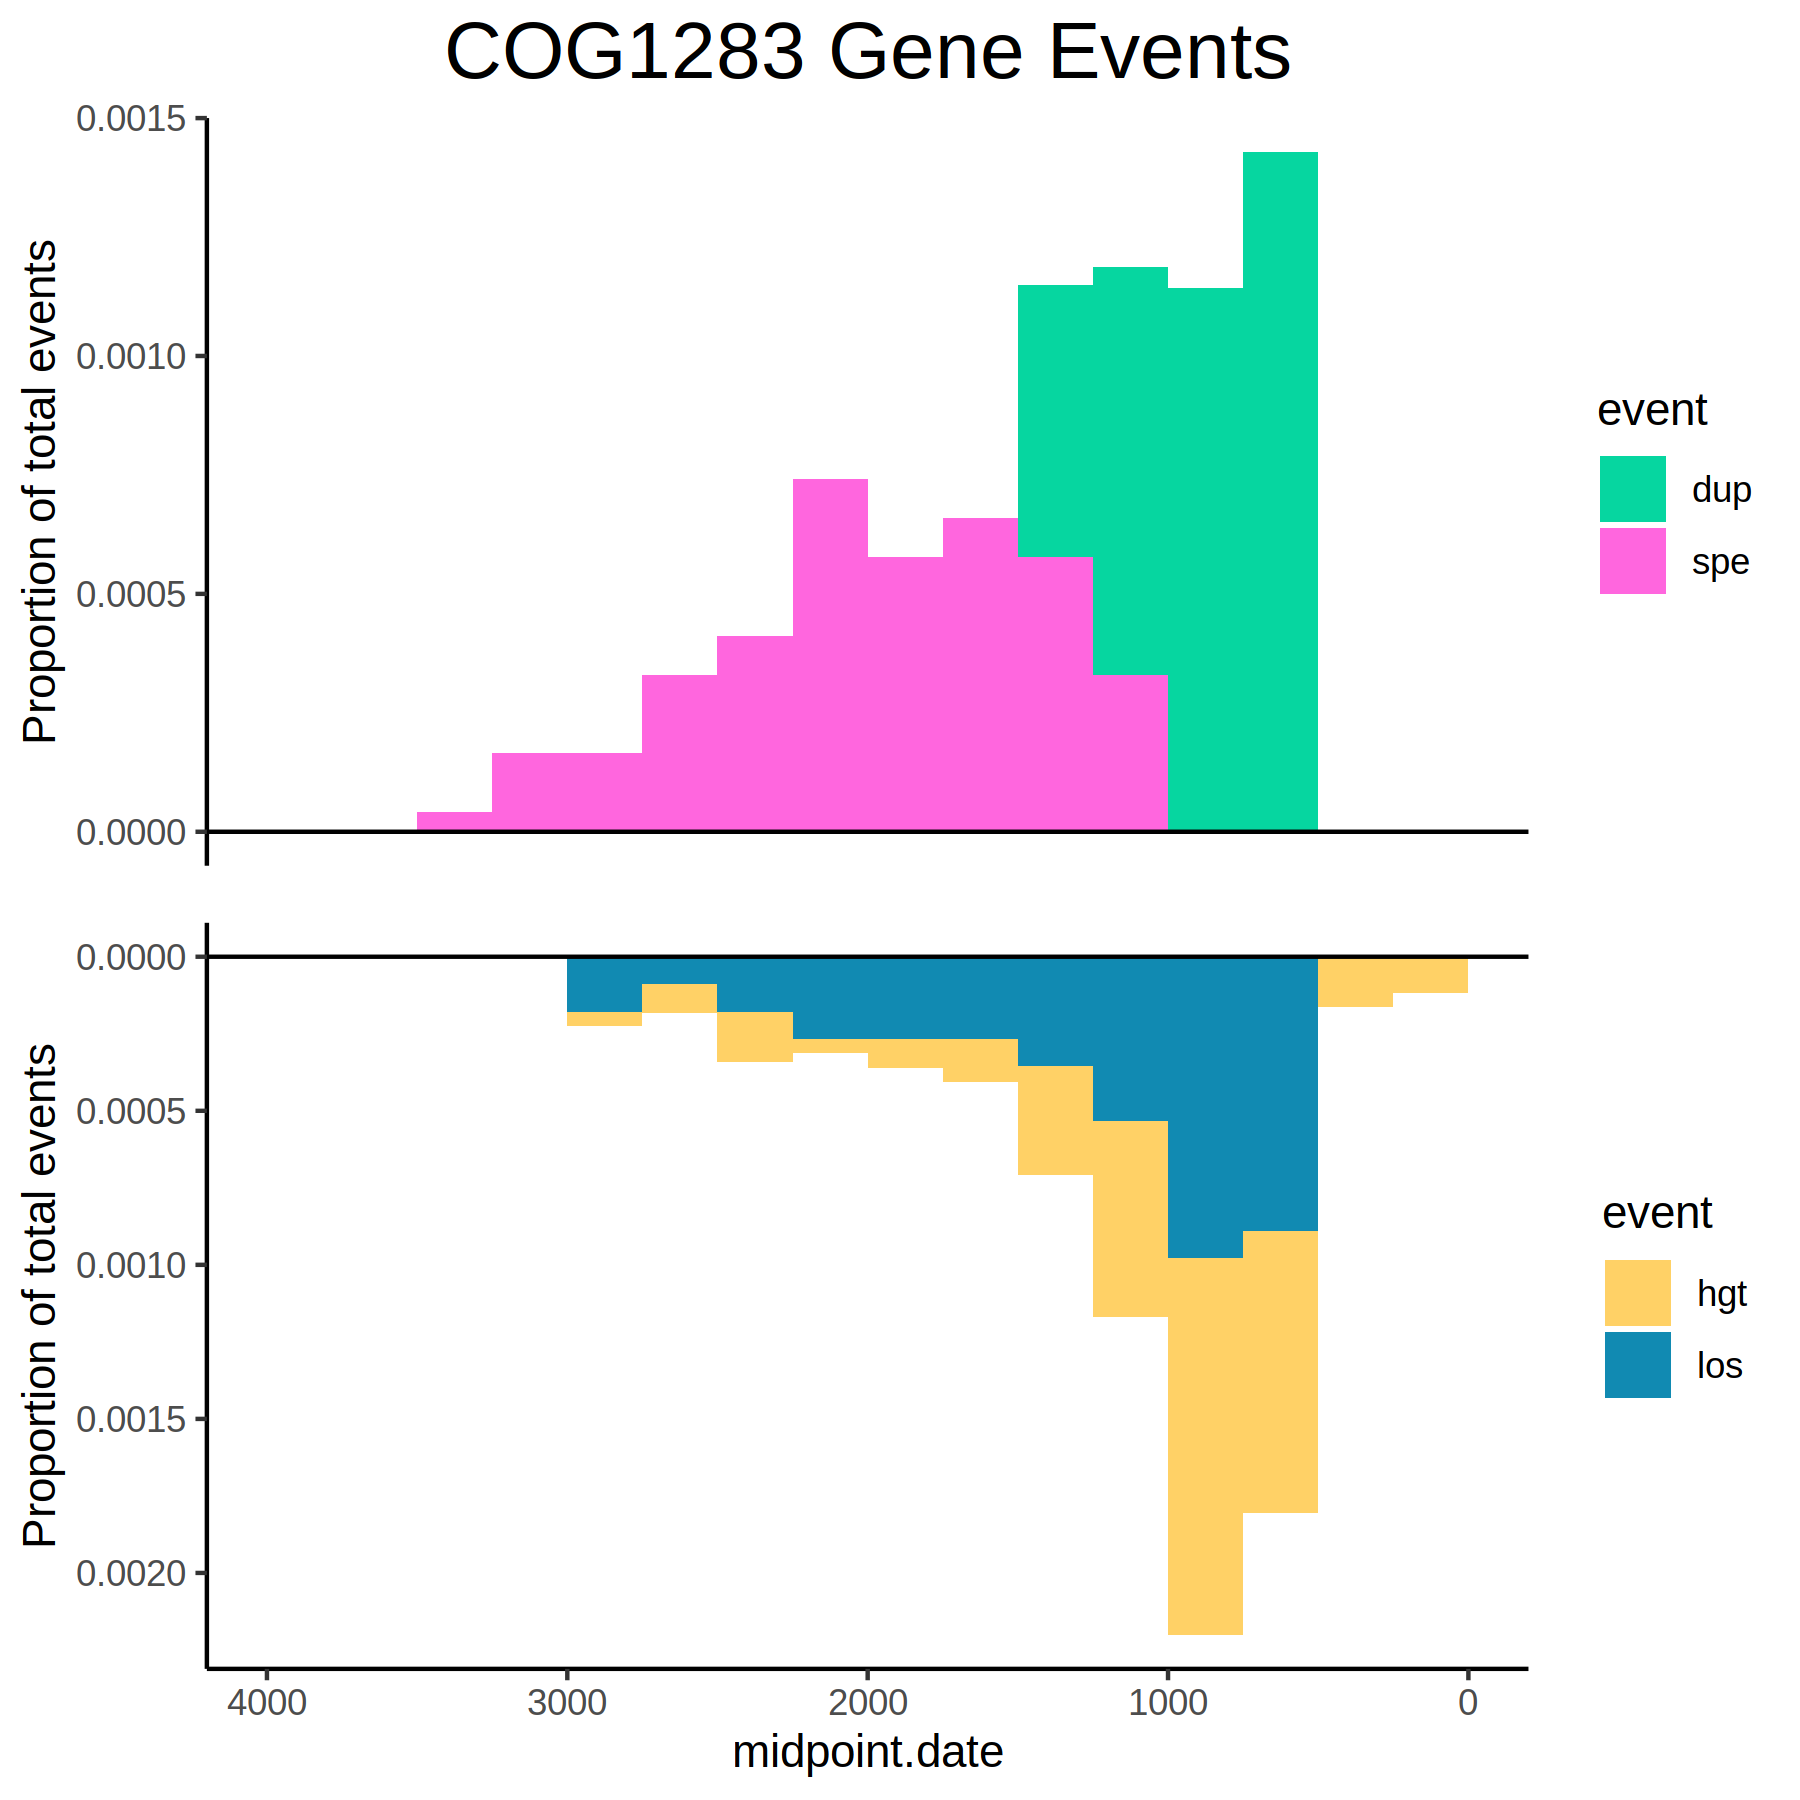 COG1283 Gene Events
Proportion of total events
0.0015
0.0010
0.0005
0.0000
event
dup
spe
Proportion of total events
0.0000
0.0005
0.0010
0.0015
0.0020
event
hgt
los
4000 3000 2000 1000 0
midpoint.date